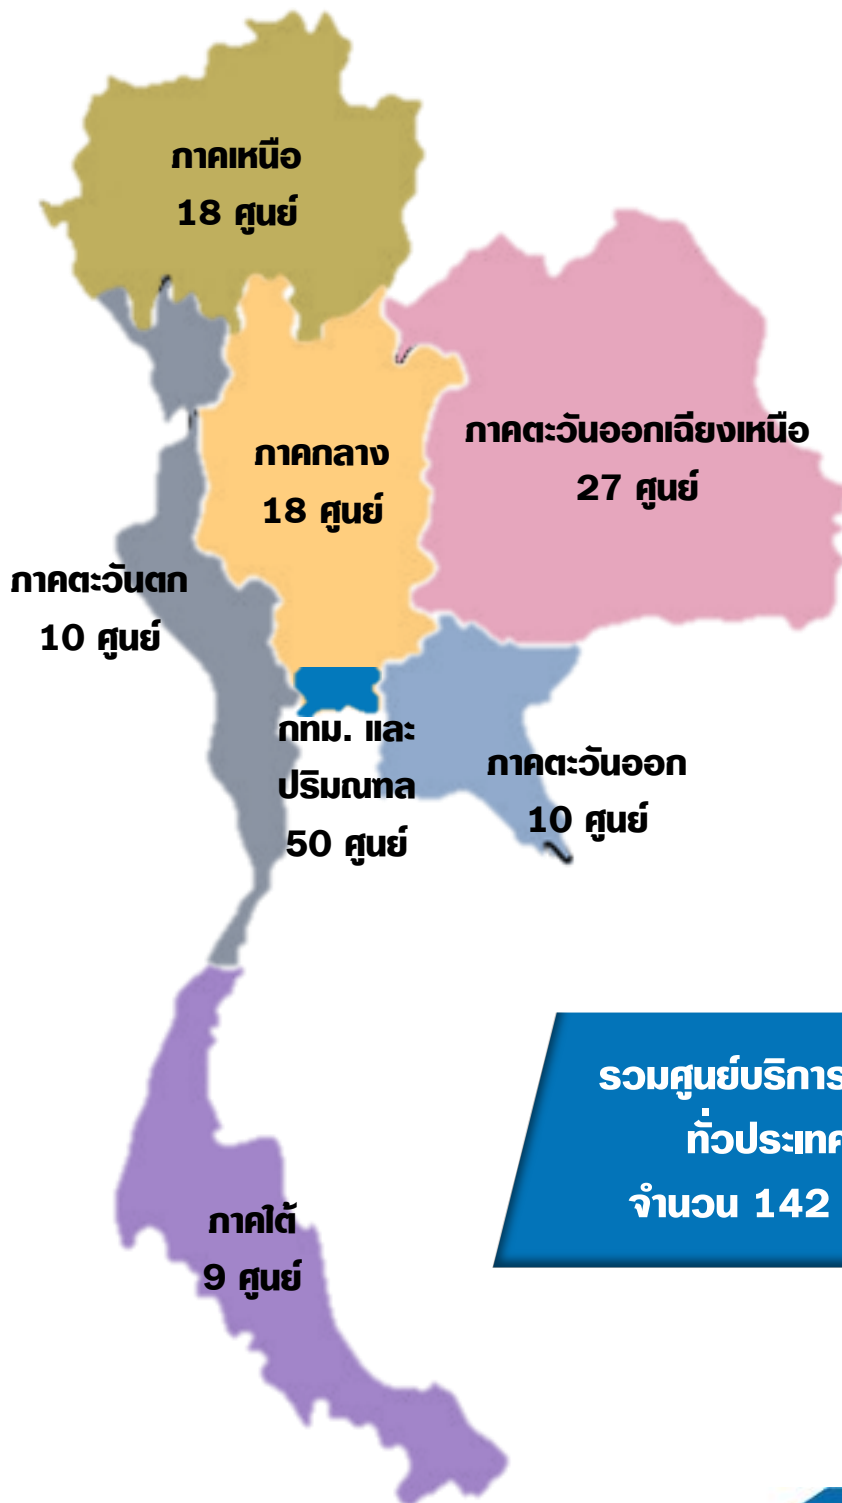 ภาคเหนือ
18 ศูนย์
ภาคตะวันออกเฉียงเหนือ
27 ศูนย์
ภาคกลาง
18 ศูนย์
ภาคตะวันตก
10 ศูนย์
กทม. และ
ปริมณฑล
50 ศูนย์
ภาคตะวันออก
10 ศูนย์
รวมศูนย์บริการ
ทั่วประเทศ
จำนวน 142
ภาคใต้
9 ศูนย์